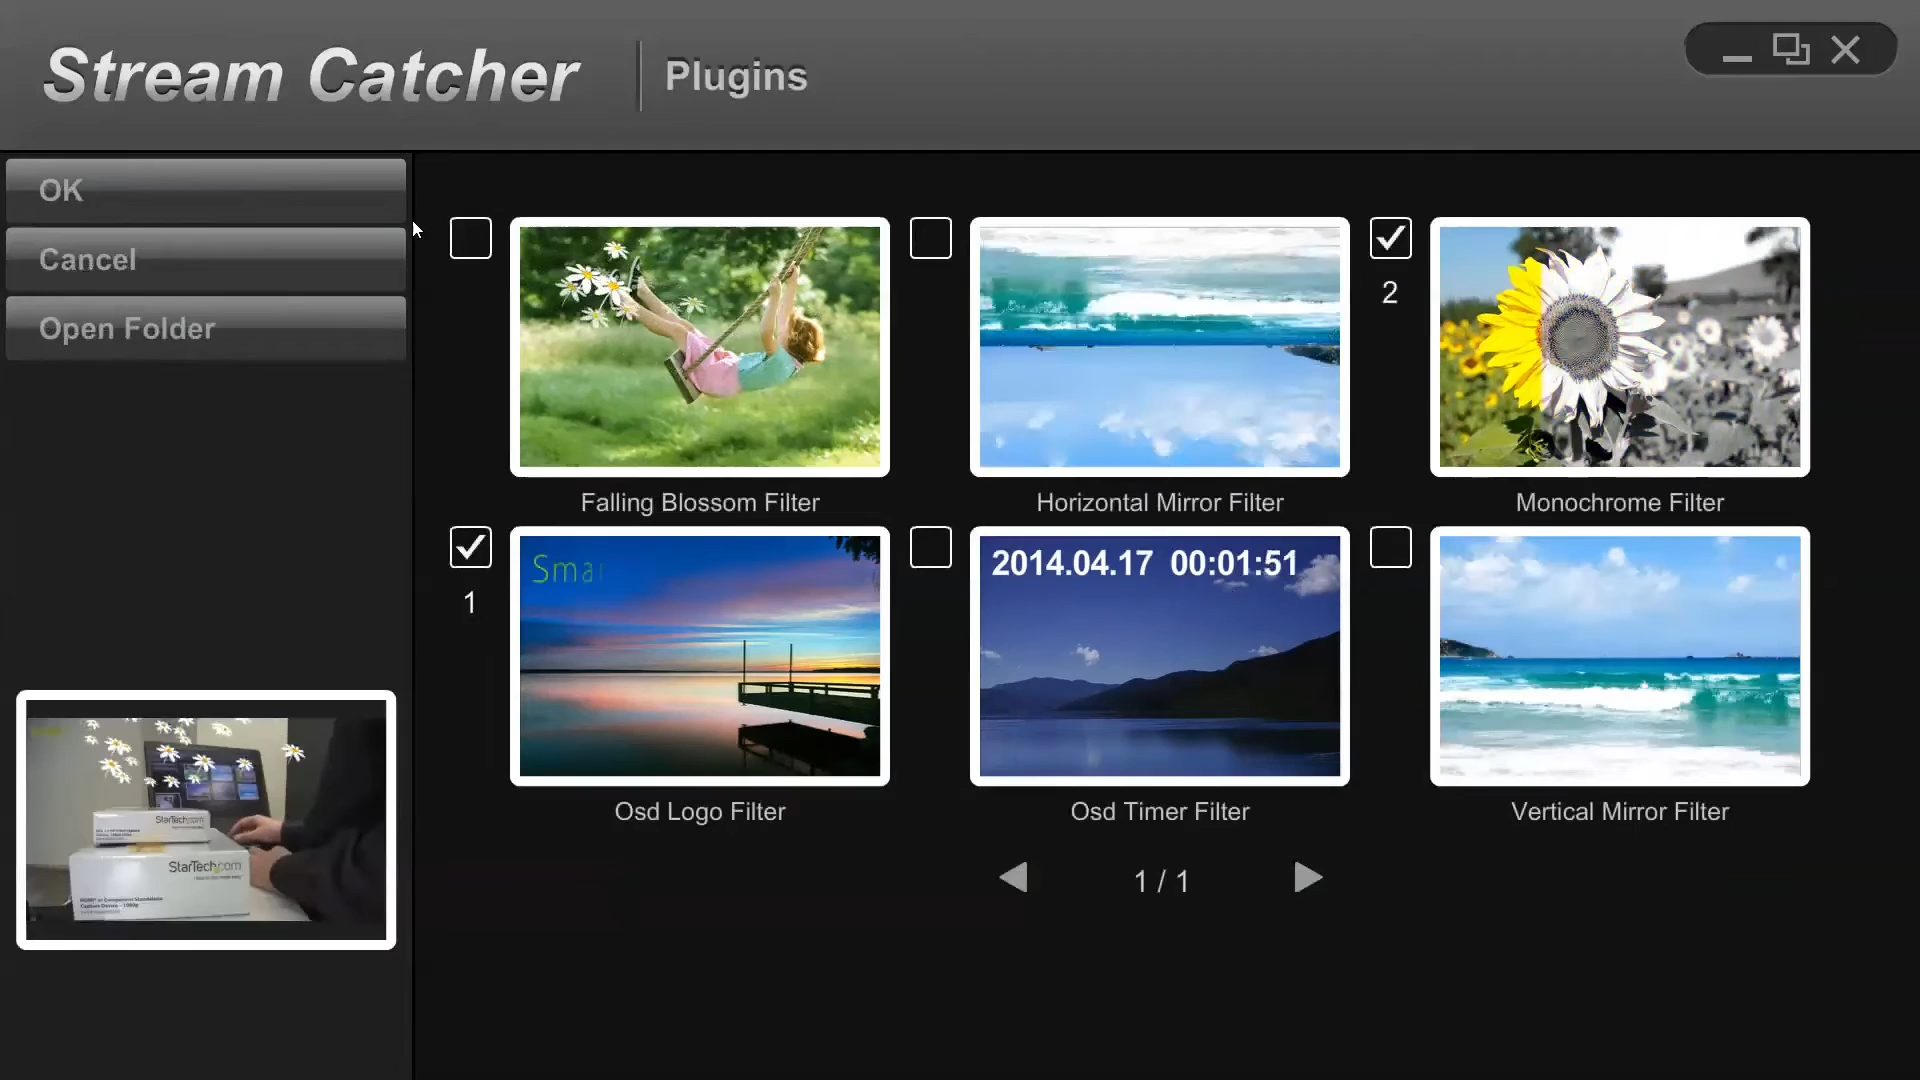 Stream Catcher
Plugins
OK
Cancel
Open Folder
2
Falling Blossom Filter
Horizontal Mirror Filter
Monochrome Filter
Sma
2014.04.17 00:01:51
1
Osd Logo Filter
Osd Timer Filter
Vertical Mirror Filter
StarTech.com
StarTech.com
1 / 1